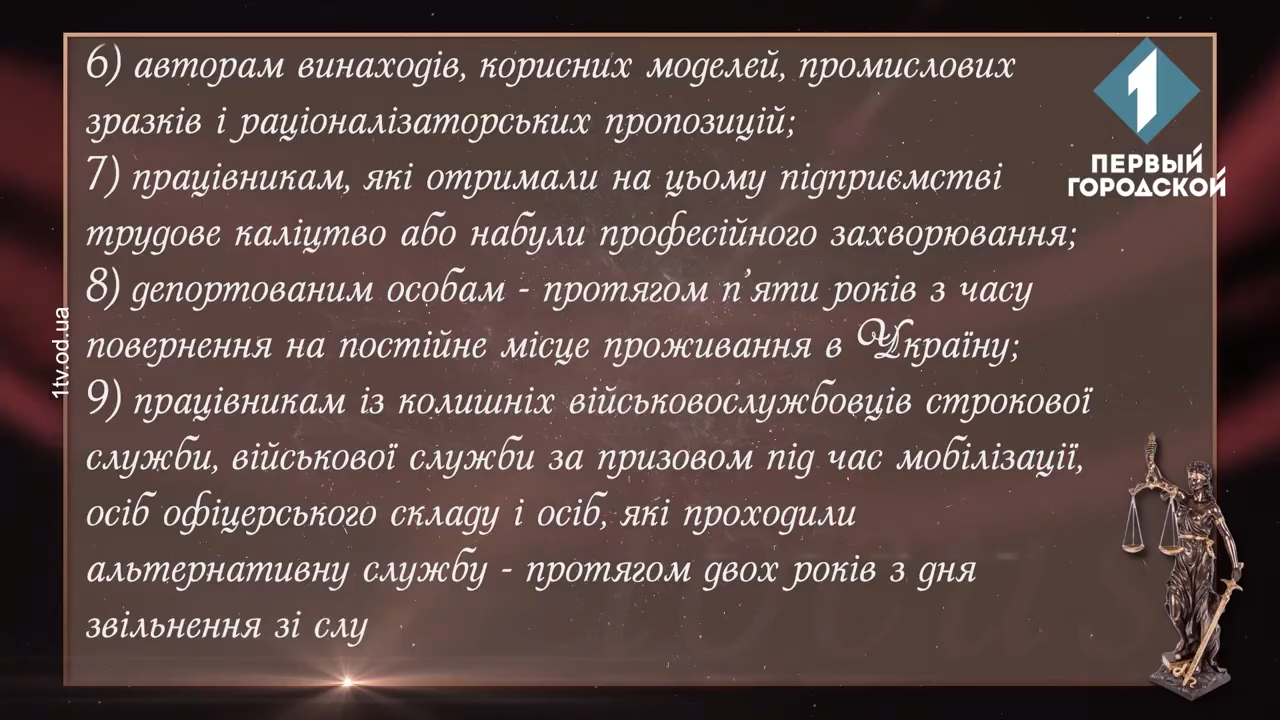 6) авторам винаходів, корисних моделей, промислових
зразків і раціоналізаторських пропозицій;
7) працівникам, які отримали на цьому підприємстві
трудове каліцтво або набули професійного захворювання;
8) депортованим особам - протягом п'яти років з часу
повернення на постійне місце проживання в Україну;
9) працівникам із колишніх військовослужбовців строкової
служби, військової служби за призовом під час мобілізації,
осіб офіцерського складу і осіб, які проходили
альтернативну службу - протягом двох років з дня
звільнення зі слу
1
ПЕРВЫЙ
ГОРОДСКОЙ
1tv.od.ua